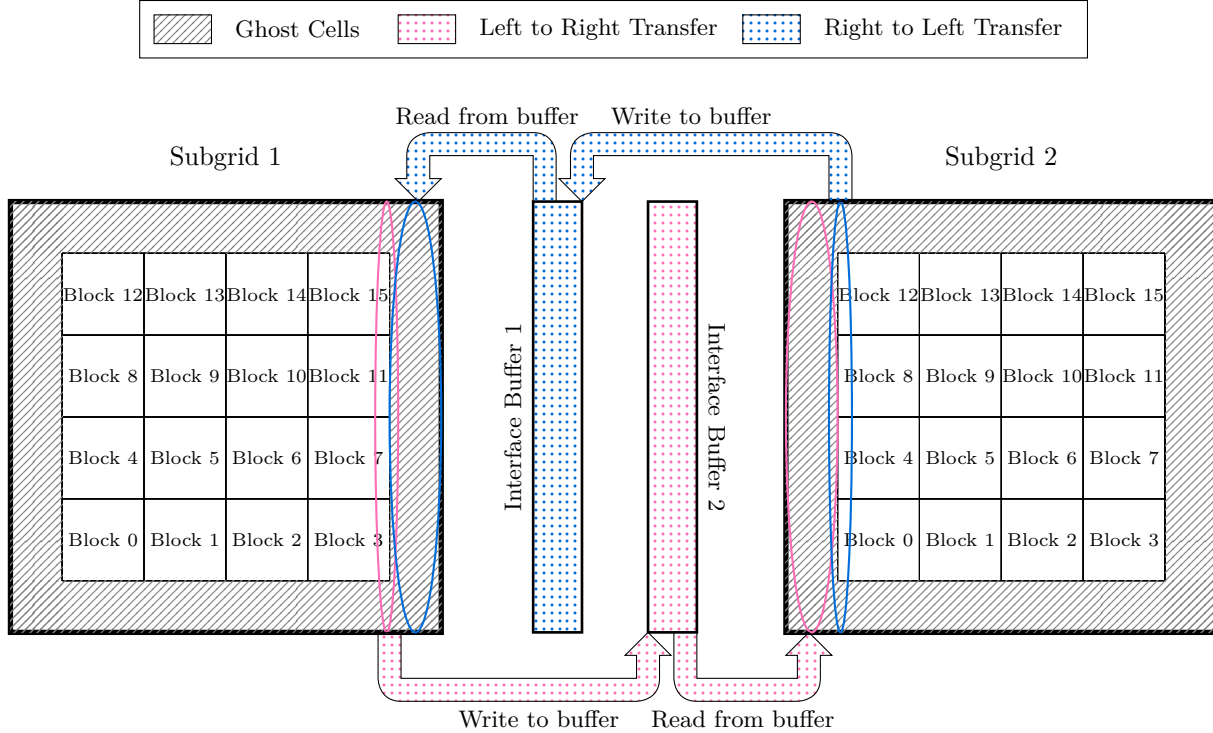 Ghost Cells Left to Right Transfer Right to Left Transfer
Read from buffer Write to buffer
Subgrid 1 Subgrid 2
Block 12 Block 13 Block 14 Block 15
Block 8 Block 9 Block 10 Block 11
Block 4 Block 5 Block 6 Block 7
Block 0 Block 1 Block 2 Block 3
Interface Buffer 1
Interface Buffer 2
Block 12 Block 13 Block 14 Block 15
Block 8 Block 9 Block 10 Block 11
Block 4 Block 5 Block 6 Block 7
Block 0 Block 1 Block 2 Block 3
Write to buffer Read from buffer